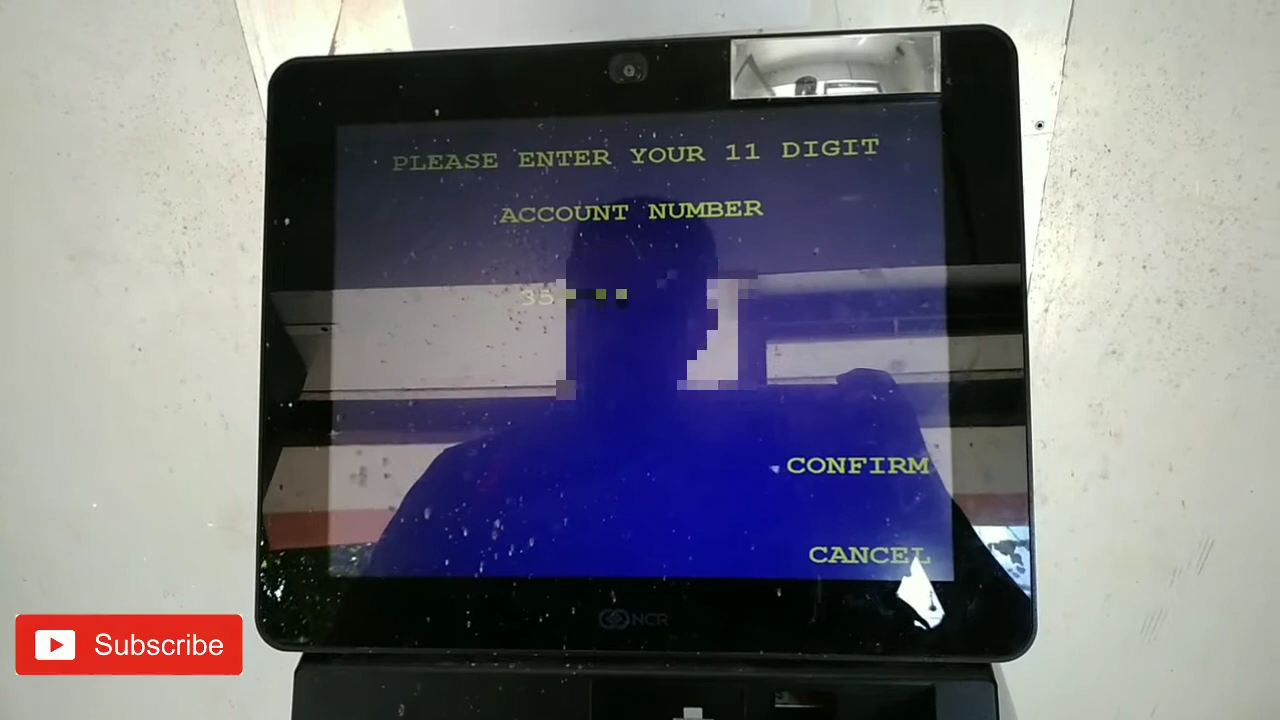 PLEASE ENTER YOUR 11 DIGIT
ACCOUNT NUMBER
35
CONFIRM
CANCEL
NCR
Subscribe